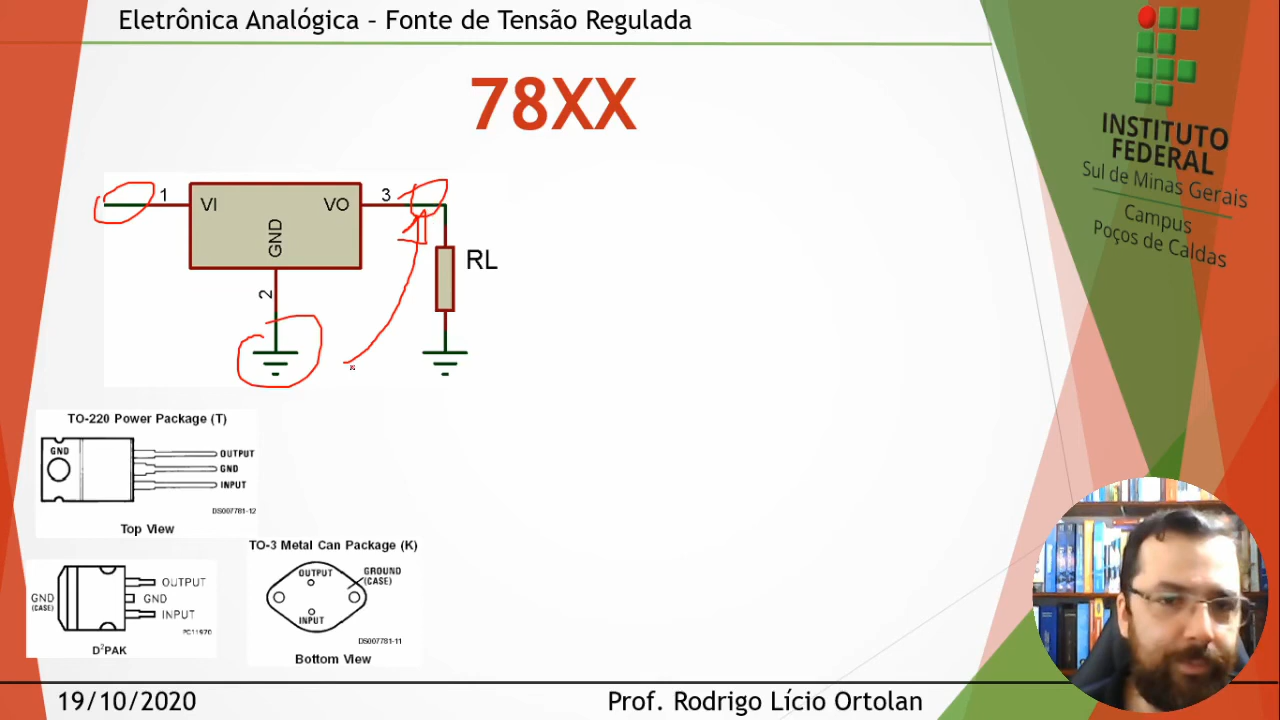 Eletrônica Analógica – Fonte de Tensão Regulada
78XX
INSTITUTO
FEDERAL
Sul de Minas Gerais
Campus
Poços de Caldas
1
VI
VO
3
GND
2
RL
TO-220 Power Package (T)
GND
OUTPUT
GND
INPUT
DS007781-12
Top View
TO-3 Metal Can Package (K)
OUTPUT
GROUND
(CASE)
INPUT
DS007781-11
Bottom View
GND
(CASE)
OUTPUT
GND
INPUT
PC11970
D²PAK
19/10/2020
Prof. Rodrigo Lício Ortolan